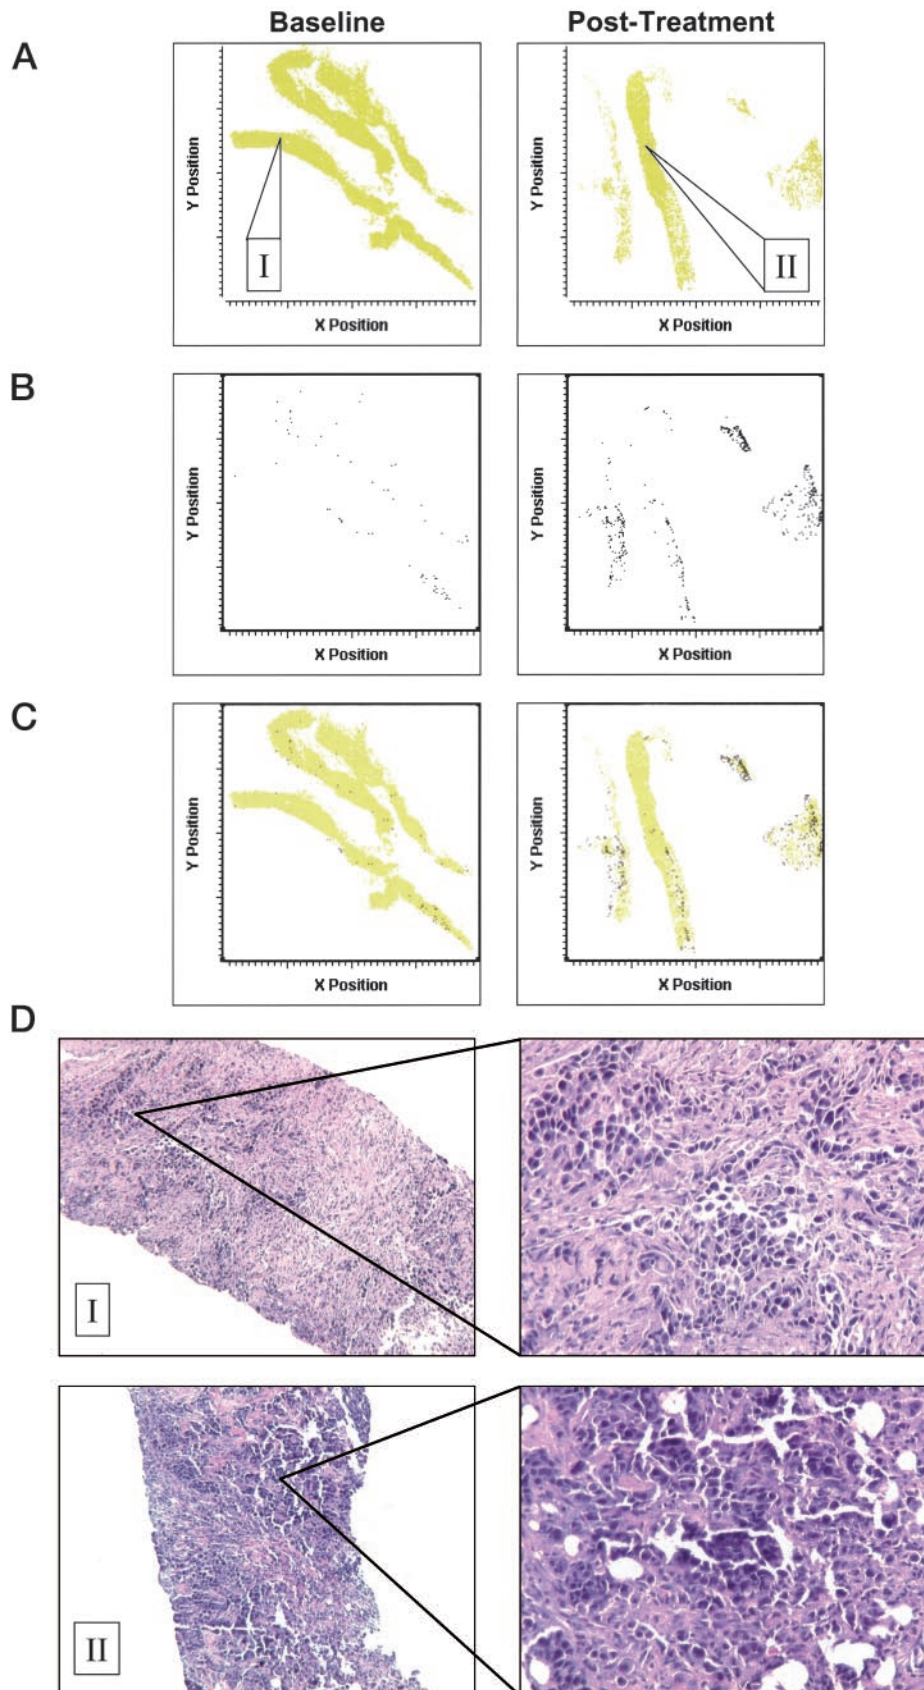 Baseline Post-Treatment
A
Y Position
I
X Position
Y Position
II
X Position
B
Y Position
X Position
Y Position
X Position
C
Y Position
X Position
Y Position
X Position
D
I
II